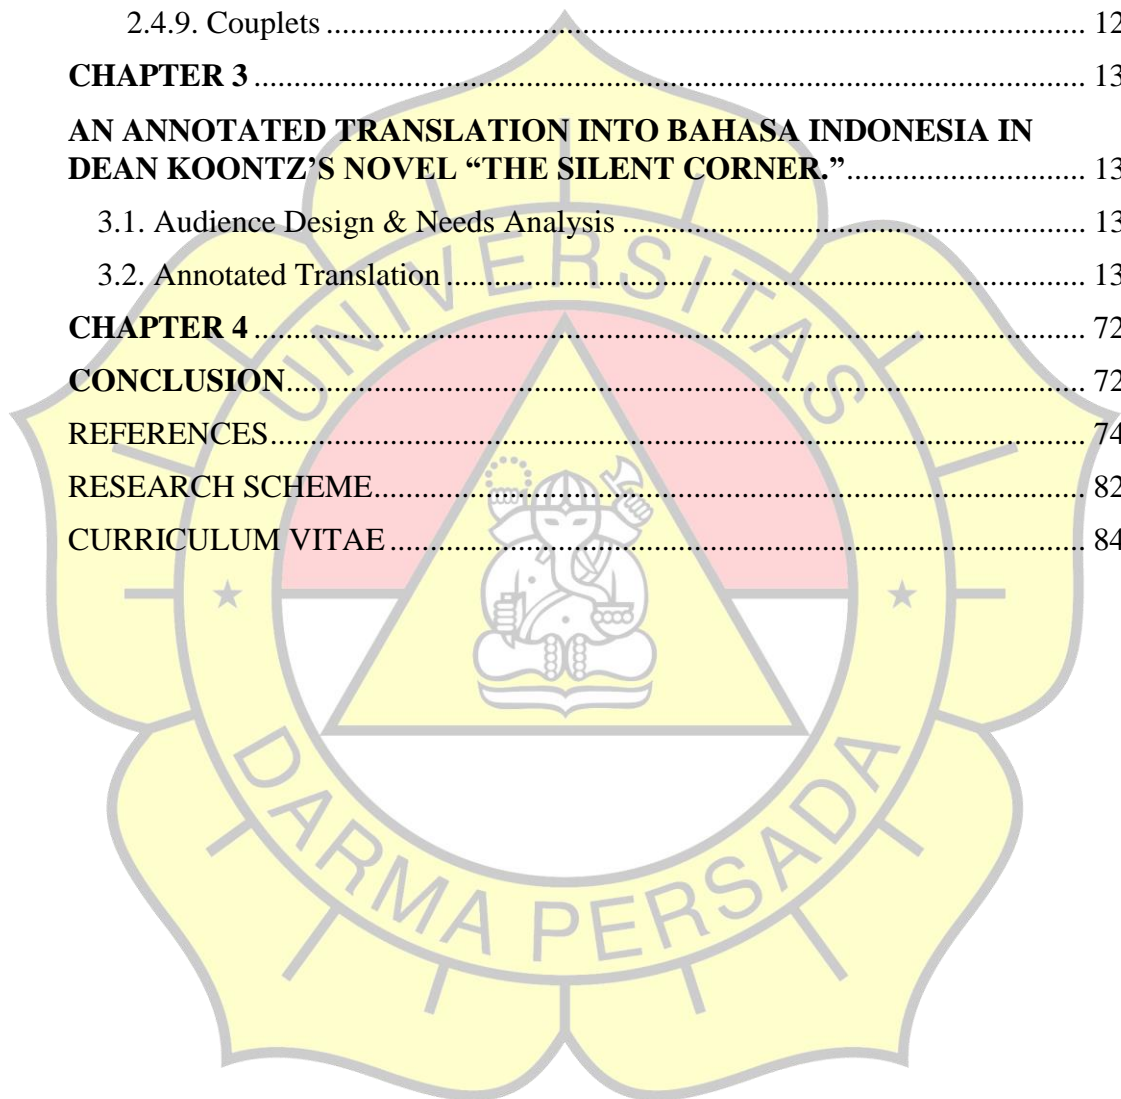 2.4.9. Couplets ............................................................................................... 12
CHAPTER 3 ........................................................................................................ 13
AN ANNOTATED TRANSLATION INTO BAHASA INDONESIA IN
DEAN KOONTZ’S NOVEL “THE SILENT CORNER.” .............................. 13
3.1. Audience Design & Needs Analysis .......................................................... 13
3.2. Annotated Translation ................................................................................ 13
CHAPTER 4 ........................................................................................................ 72
CONCLUSION .................................................................................................... 72
REFERENCES ...................................................................................................... 74
RESEARCH SCHEME ......................................................................................... 82
CURRICULUM VITAE ....................................................................................... 84
UNIVERSITAS
DARMA PERSADA